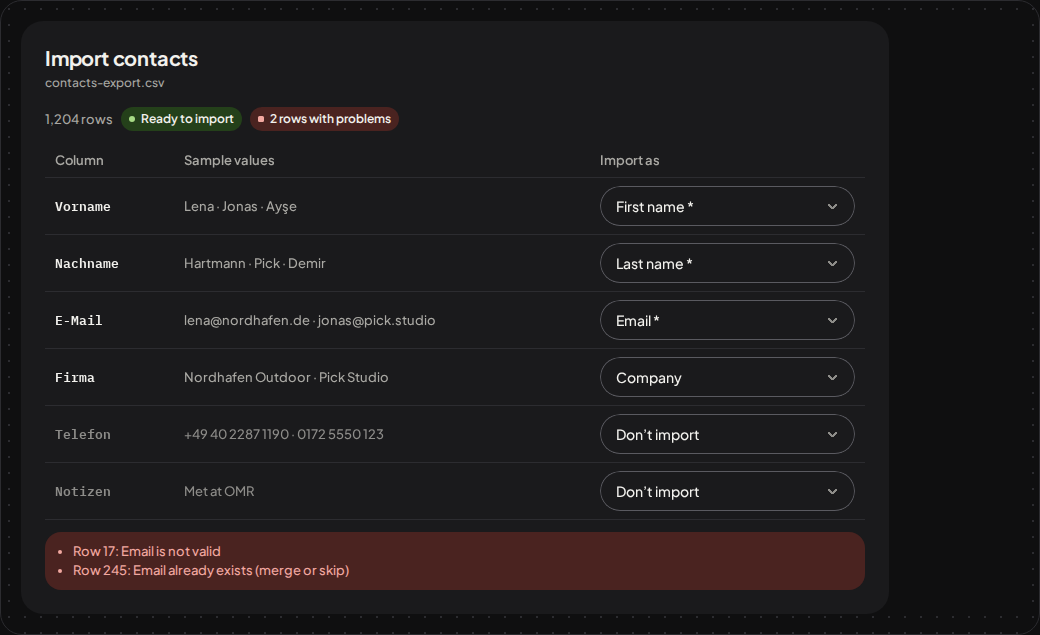 Import contacts
contacts-export.csv
1,204 rows Ready to import 2 rows with problems
Column Sample values Import as
Vorname Lena · Jonas · Ayşe First name *
Nachname Hartmann · Pick · Demir Last name *
E-Mail lena@nordhafen.de · jonas@pick.studio Email *
Firma Nordhafen Outdoor · Pick Studio Company
Telefon +49 40 2287 1190 · 0172 5550 123 Don’t import
Notizen Met at OMR Don’t import
• Row 17: Email is not valid
• Row 245: Email already exists (merge or skip)